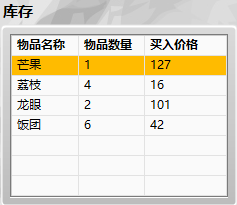 库存
物品名称 物品数量 买入价格
芒果 1 127
荔枝 4 16
龙眼 2 101
饭团 6 42